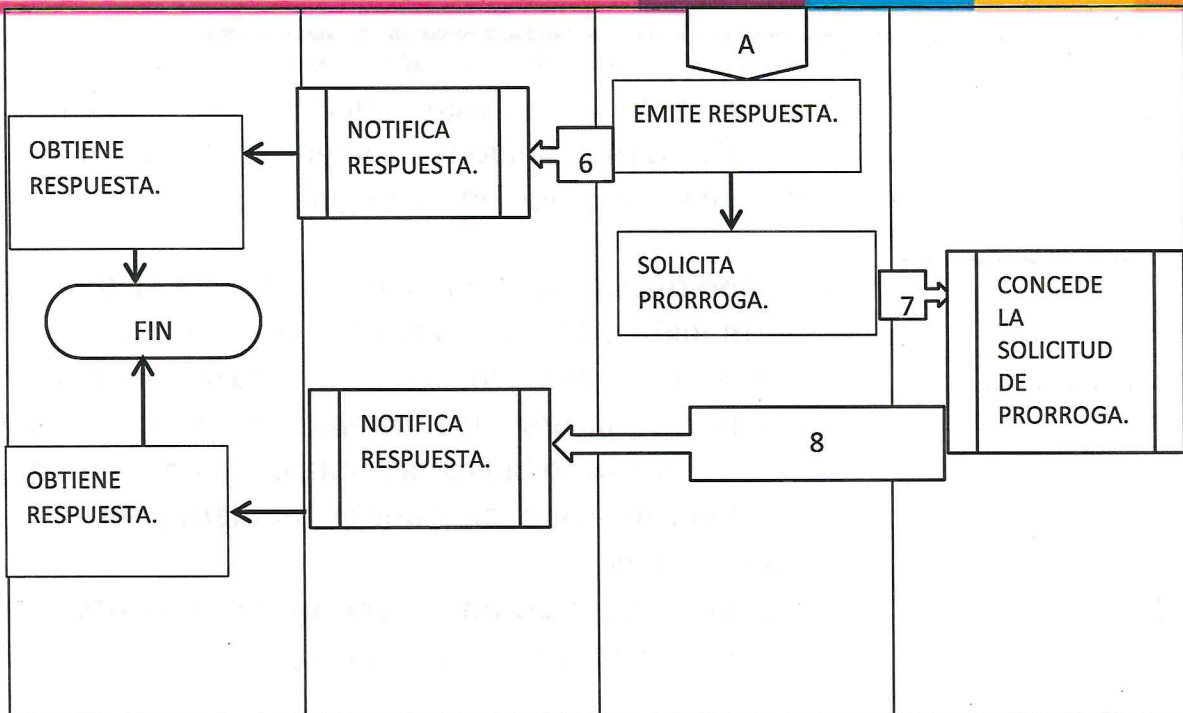 A
EMITE RESPUESTA.
NOTIFICA
RESPUESTA.
6
OBTIENE
RESPUESTA.
SOLICITA
PRORROGA.
7
CONCEDE
LA
SOLICITUD
DE
PRORROGA.
FIN
NOTIFICA
RESPUESTA.
8
OBTIENE
RESPUESTA.